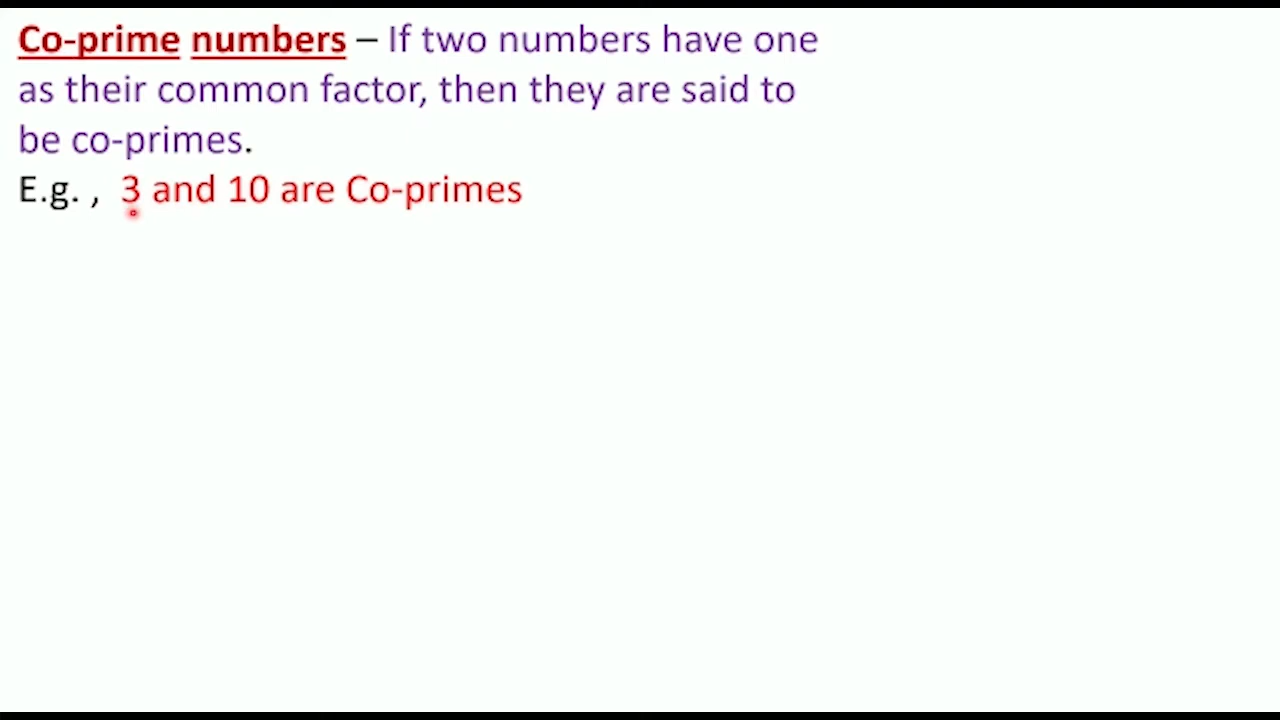 Co-prime numbers – If two numbers have one
as their common factor, then they are said to
be co-primes.
E.g. , 3 and 10 are Co-primes